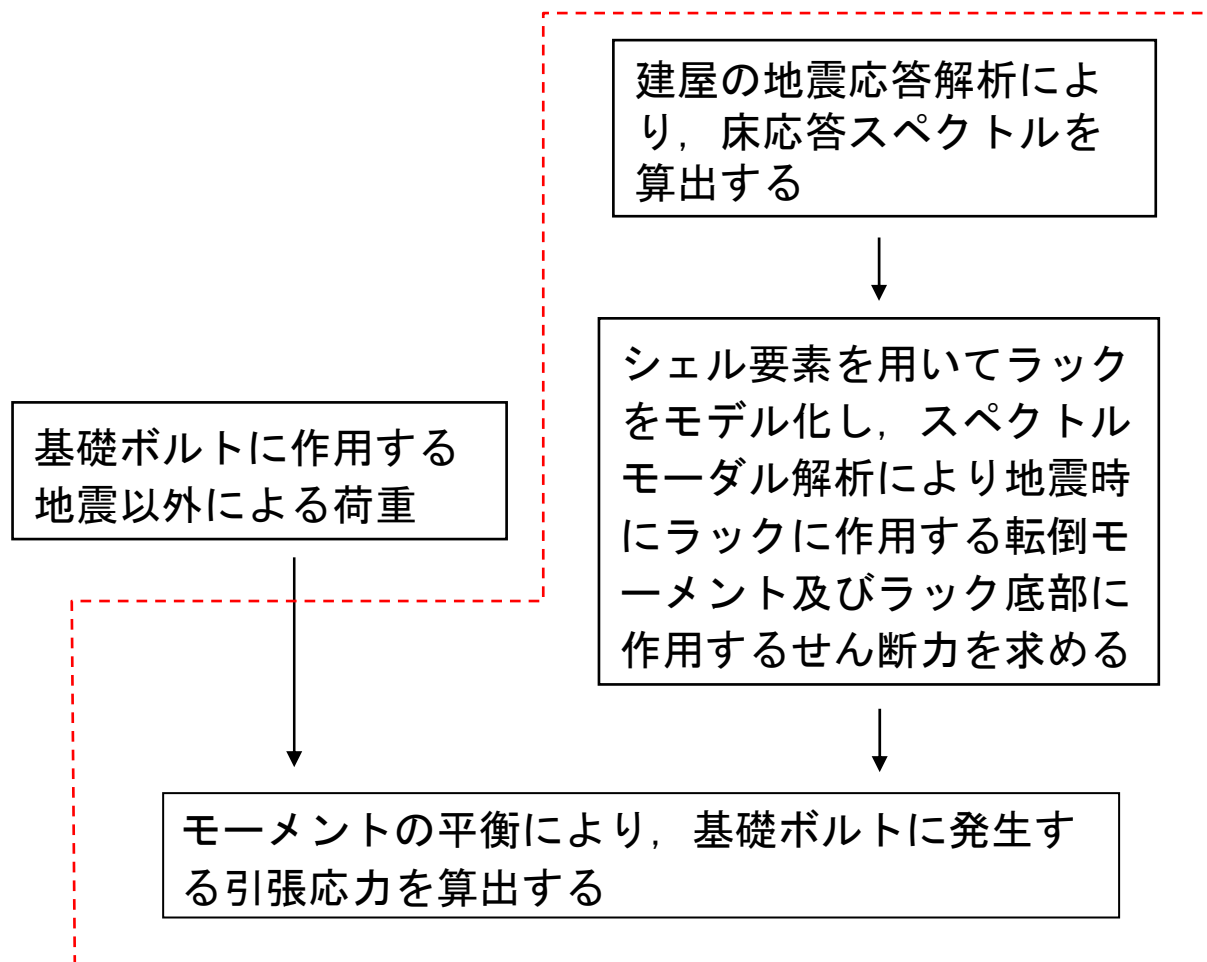 建屋の地震応答解析によ
り，床応答スペクトルを
算出する
シェル要素を用いてラック
をモデル化し，スペクトル
モーダル解析により地震時
にラックに作用する転倒モ
ーメント及びラック底部に
作用するせん断力を求める
基礎ボルトに作用する
地震以外による荷重
モーメントの平衡により，基礎ボルトに発生す
る引張応力を算出する